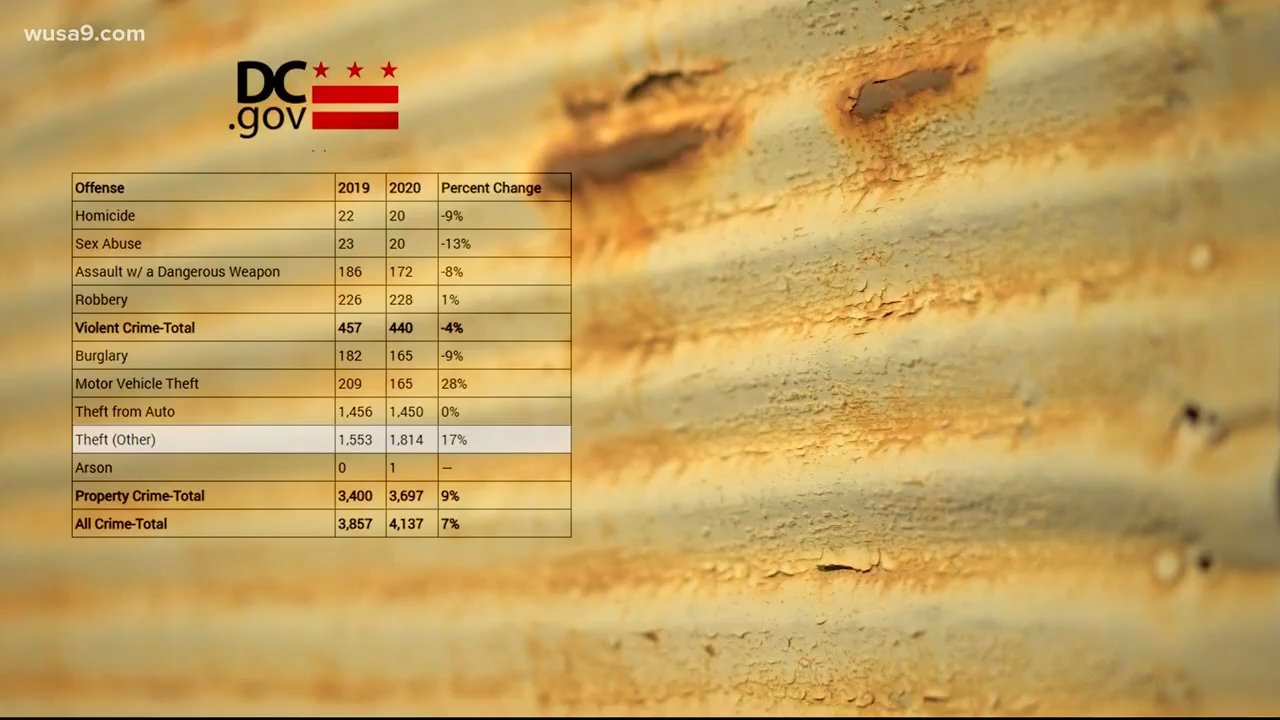 wusa9.com
DC
.gov
Offense 2019 2020 Percent Change
Homicide 22 20 -9%
Sex Abuse 23 20 -13%
Assault w/ a Dangerous Weapon 186 172 -8%
Robbery 226 228 1%
Violent Crime-Total 457 440 -4%
Burglary 182 165 -9%
Motor Vehicle Theft 209 165 28%
Theft from Auto 1,456 1,450 0%
Theft (Other) 1,553 1,814 17%
Arson 0 1 —
Property Crime-Total 3,400 3,697 9%
All Crime-Total 3,857 4,137 7%